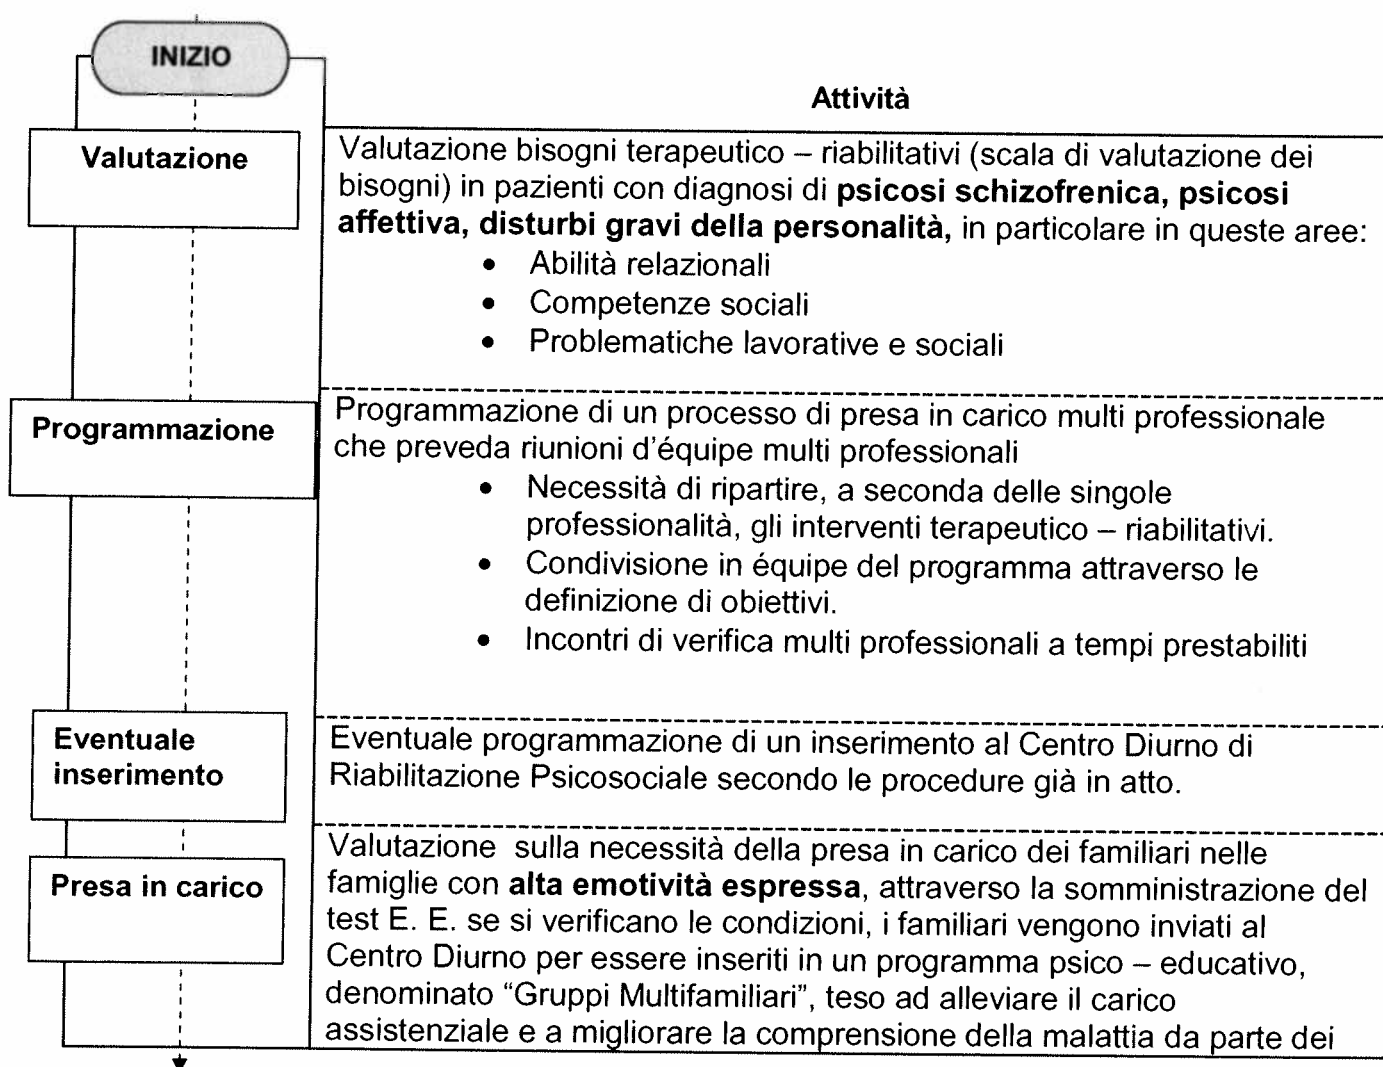 INIZIO
Attività
Valutazione
Valutazione bisogni terapeutico – riabilitativi (scala di valutazione dei
bisogni) in pazienti con diagnosi di psicosi schizofrenica, psicosi
affettiva, disturbi gravi della personalità, in particolare in queste aree:
• Abilità relazionali
• Competenze sociali
• Problematiche lavorative e sociali
Programmazione
Programmazione di un processo di presa in carico multi professionale
che preveda riunioni d'équipe multi professionali
• Necessità di ripartire, a seconda delle singole
professionalità, gli interventi terapeutico – riabilitativi.
• Condivisione in équipe del programma attraverso le
definizione di obiettivi.
• Incontri di verifica multi professionali a tempi prestabiliti
Eventuale
inserimento
Eventuale programmazione di un inserimento al Centro Diurno di
Riabilitazione Psicosociale secondo le procedure già in atto.
Presa in carico
Valutazione sulla necessità della presa in carico dei familiari nelle
famiglie con alta emotività espressa, attraverso la somministrazione del
test E. E. se si verificano le condizioni, i familiari vengono inviati al
Centro Diurno per essere inseriti in un programma psico – educativo,
denominato “Gruppi Multifamiliari”, teso ad alleviare il carico
assistenziale e a migliorare la comprensione della malattia da parte dei